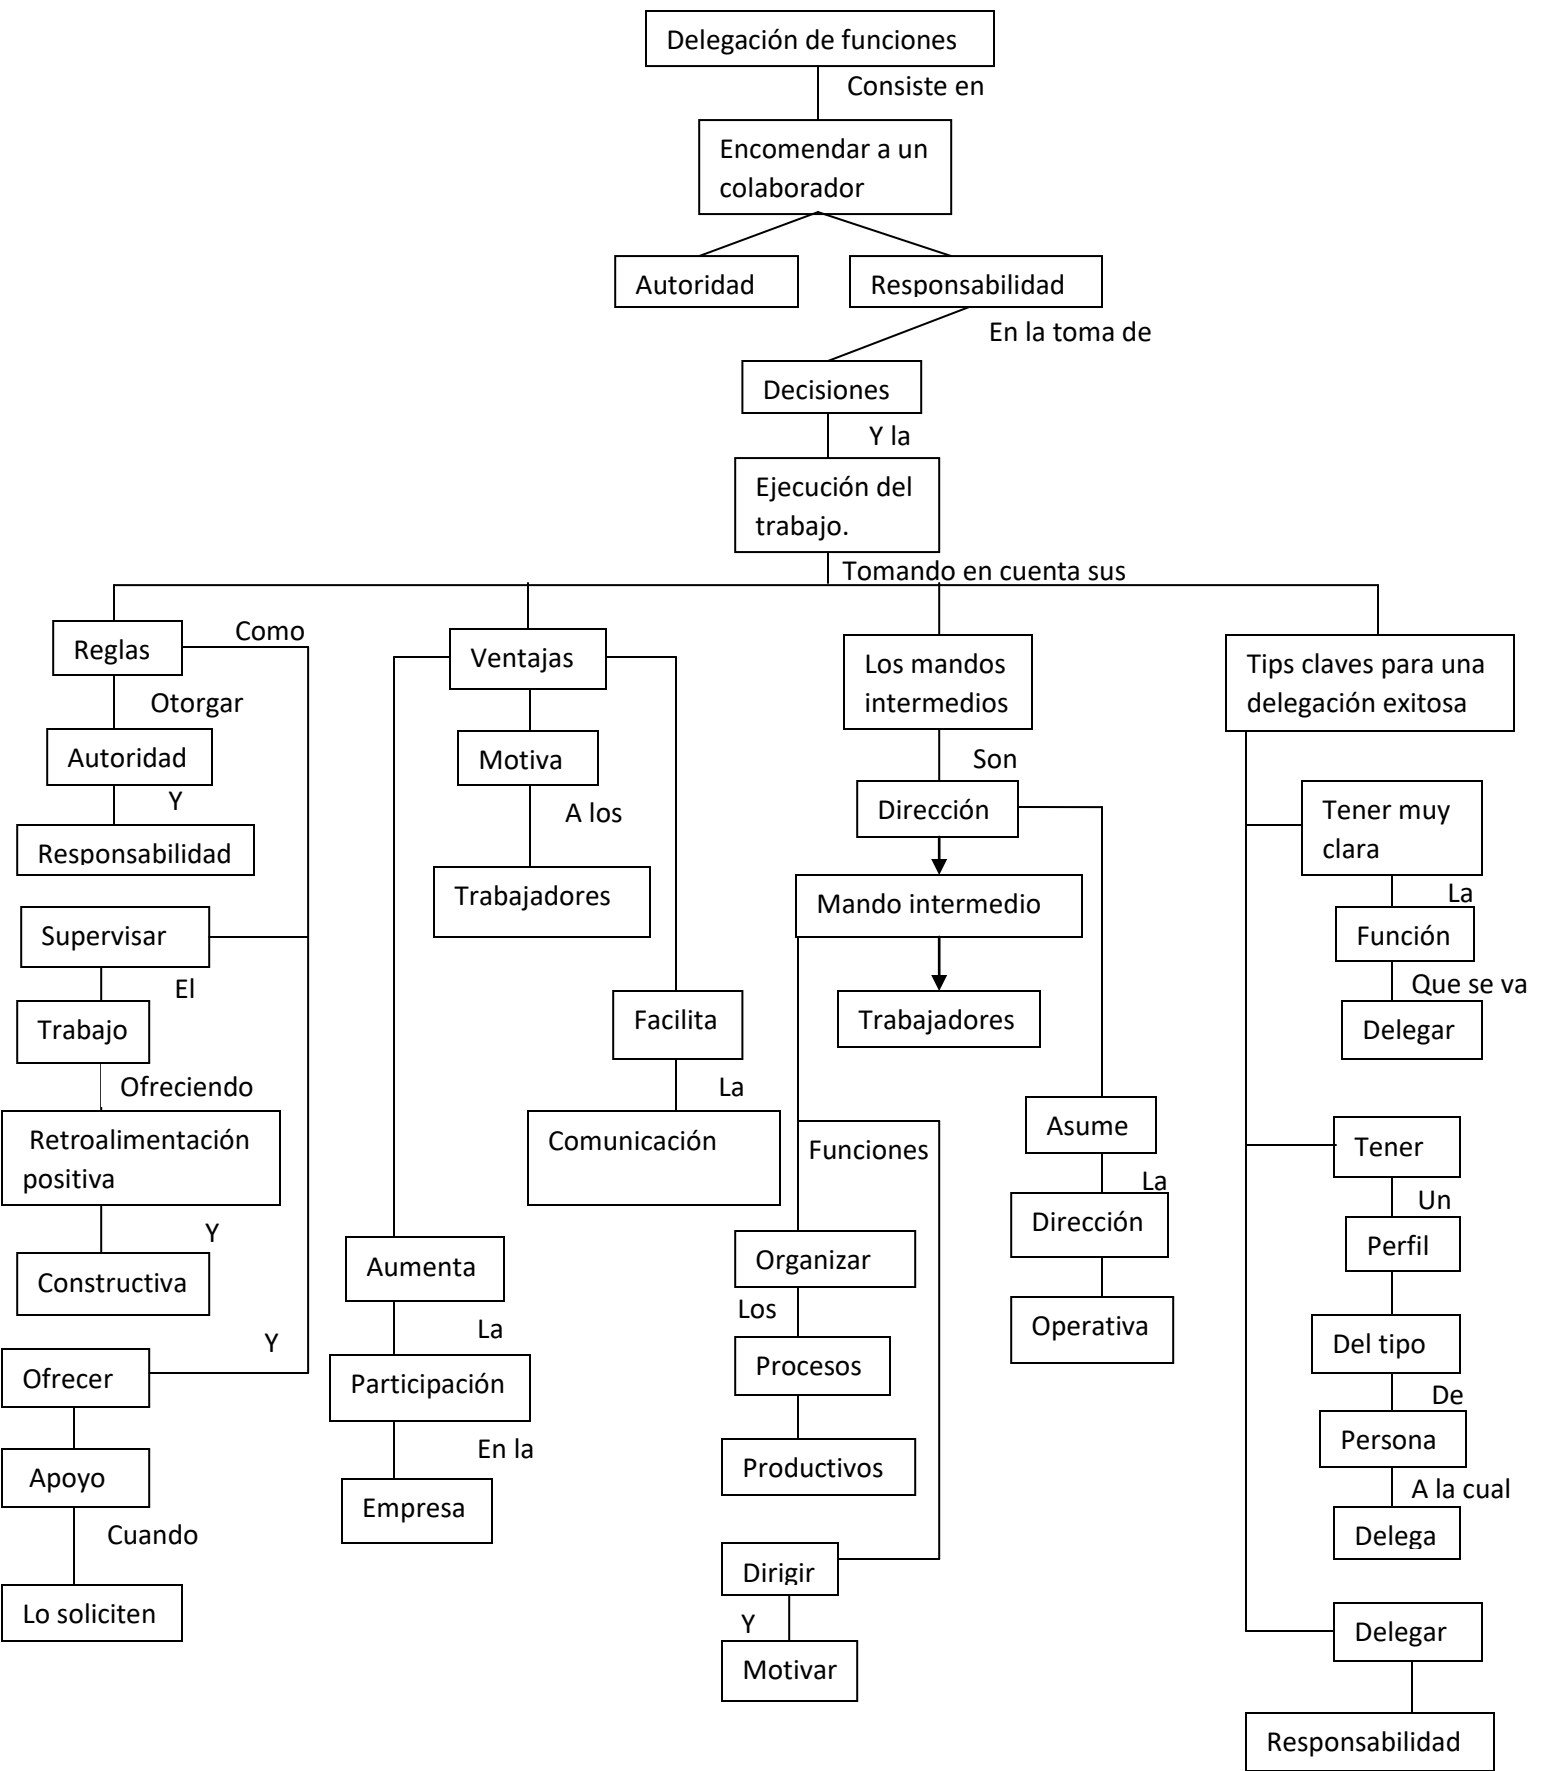 Delegación de funciones
Consiste en
Encomendar a un
colaborador
Autoridad
Responsabilidad
En la toma de
Decisiones
Y la
Ejecución del
trabajo.
Tomando en cuenta sus
Reglas
Como
Otorgar
Autoridad
Y
Responsabilidad
Supervisar
El
Trabajo
Ofreciendo
Retroalimentación
positiva
Y
Constructiva
Y
Ofrecer
Apoyo
Cuando
Lo soliciten
Ventajas
Motiva
A los
Trabajadores
Facilita
La
Comunicación
Aumenta
La
Participación
En la
Empresa
Los mandos
intermedios
Son
Dirección
Mando intermedio
Trabajadores
Funciones
Organizar
Los
Procesos
Productivos
Dirigir
Y
Motivar
Asume
La
Dirección
Operativa
Tips claves para una
delegación exitosa
Tener muy
clara
La
Función
Que se va
Delegar
Tener
Un
Perfil
Del tipo
De
Persona
A la cual
Delega
Delegar
Responsabilidad